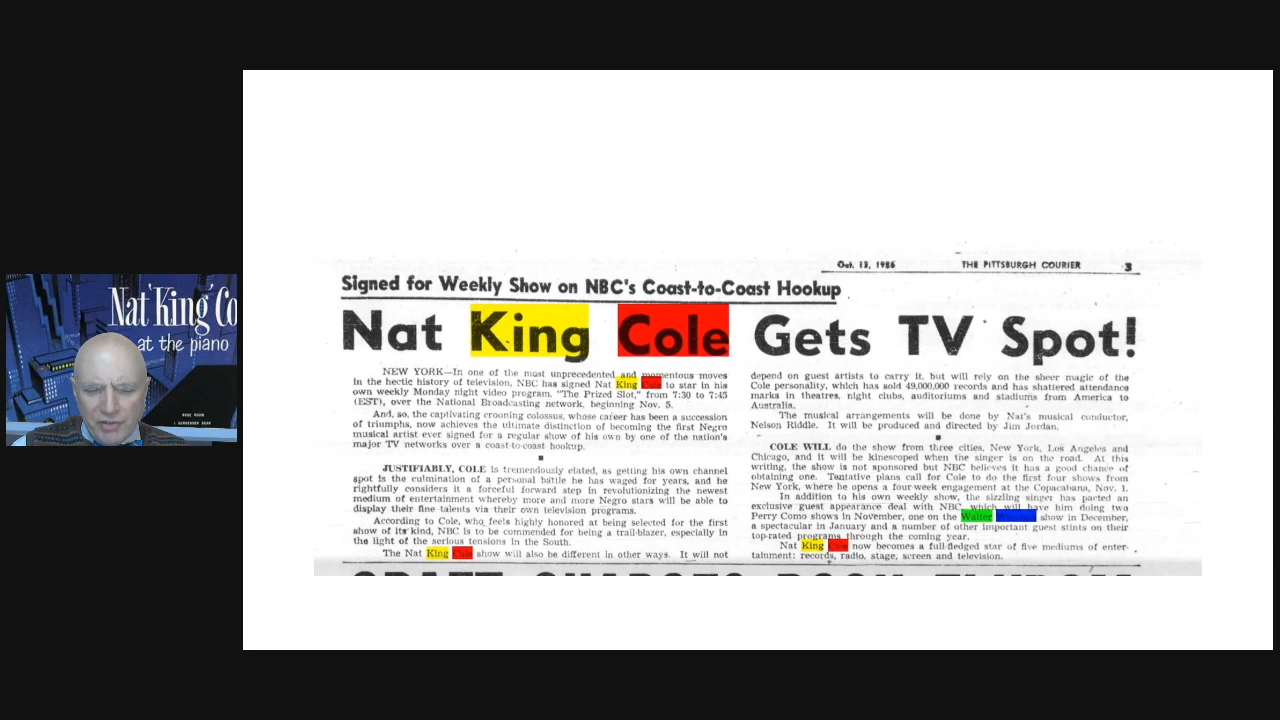 Nat 'King' Co
at the piano
ROSE ROOM
I SURRENDER DEAR
Oct. 13, 1956
THE PITTSBURGH COURIER
3
Signed for Weekly Show on NBC's Coast-to-Coast Hookup
Nat King Cole Gets TV Spot!
NEW YORK—In one of the most unprecedented and momentous moves
in the hectic history of television, NBC has signed Nat King Cole to star in his
own weekly Monday night video program, "The Prized Slot," from 7:30 to 7:45
(EST), over the National Broadcasting network, beginning Nov. 5.
And, so, the captivating crooning colossus, whose career has been a succession
of triumphs, now achieves the ultimate distinction of becoming the first Negro
musical artist ever signed for a regular show of his own by one of the nation's
major TV networks over a coast-to-coast hookup.
JUSTIFIABLY, COLE is tremendously elated, as getting his own channel
spot is the culmination of a personal battle he has waged for years, and he
rightfully considers it a forceful forward step in revolutionizing the newest
medium of entertainment whereby more and more Negro stars will be able to
display their fine talents via their own television programs.
According to Cole, who feels highly honored at being selected for the first
show of its kind, NBC is to be commended for being a trail-blazer, especially in
the light of the serious tensions in the South.
The Nat King Cole show will also be different in other ways. It will not
depend on guest artists to carry it, but will rely on the sheer magic of the
Cole personality, which has sold 49,000,000 records and has shattered attendance
marks in theatres, night clubs, auditoriums and stadiums from America to
Australia.
The musical arrangements will be done by Nat's musical conductor,
Nelson Riddle. It will be produced and directed by Jim Jordan.
COLE WILL do the show from three cities, New York, Los Angeles and
Chicago, and it will be kinescoped when the singer is on the road. At this
writing, the show is not sponsored but NBC believes it has a good chance of
obtaining one. Tentative plans call for Cole to do the first four shows from
New York, where he opens a four-week engagement at the Copacabana, Nov. 1.
In addition to his own weekly show, the sizzling singer has pacted an
exclusive guest appearance deal with NBC, which will have him doing two
Perry Como shows in November, one on the Walter show in December,
a spectacular in January and a number of other important guest stints on their
top-rated programs through the coming year.
Nat King Cole now becomes a full-fledged star of five mediums of enter-
tainment: records, radio, stage, screen and television.